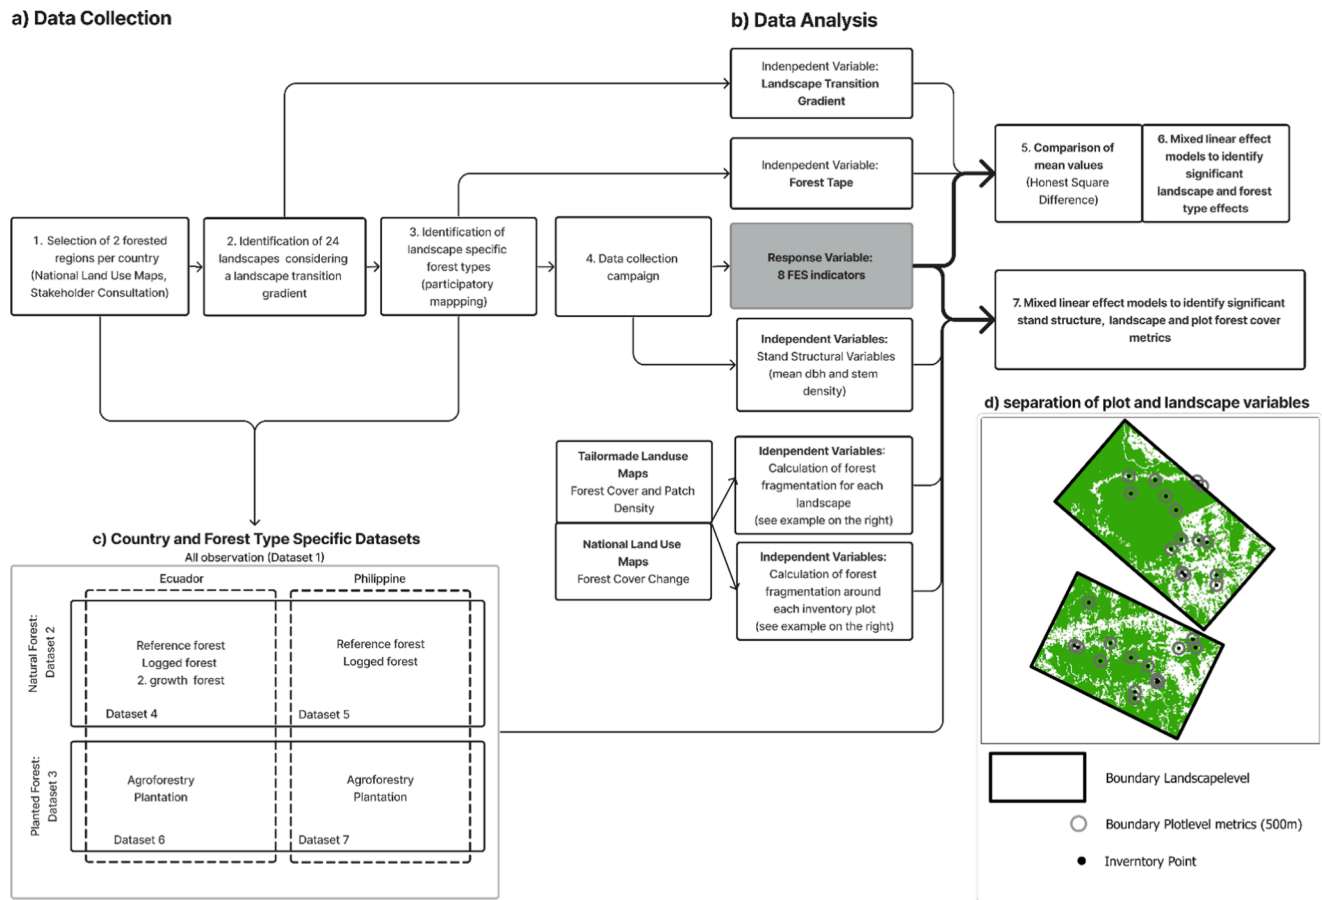 a) Data Collection
b) Data Analysis
Indenpedent Variable:
Landscape Transition
Gradient
Indenpedent Variable:
Forest Tape
5. Comparison of
mean values
(Honest Square
Difference)
6. Mixed linear effect
models to identify
significant
landscape and forest
type effects
1. Selection of 2 forested
regions per country
(National Land Use Maps,
Stakeholder Consultation)
2. Identification of 24
landscapes considering
a landscape transition
gradient
3. Identification of
landscape specific
forest types
(participatory
mappping)
4. Data collection
campaign
Response Variable:
8 FES indicators
7. Mixed linear effect models to identify significant
stand structure, landscape and plot forest cover
metrics
Independent Variables:
Stand Structural Variables
(mean dbh and stem
density)
Tailormade Landuse
Maps
Forest Cover and Patch
Density
National Land Use
Maps
Forest Cover Change
Idenpendent Variables:
Calculation of forest
fragmentation for each
landscape
(see example on the right)
Independent Variables:
Calculation of forest
fragmentation around
each inventory plot
(see example on the right)
c) Country and Forest Type Specific Datasets
All observation (Dataset 1)
Ecuador
Philippine
Natural Forest:
Dataset 2
Reference forest
Logged forest
2. growth forest
Dataset 4
Reference forest
Logged forest
Dataset 5
Planted Forest:
Dataset 3
Agroforestry
Plantation
Dataset 6
Agroforestry
Plantation
Dataset 7
d) separation of plot and landscape variables
Boundary Landscapelevel
Boundary Plotlevel metrics (500m)
Inverntory Point